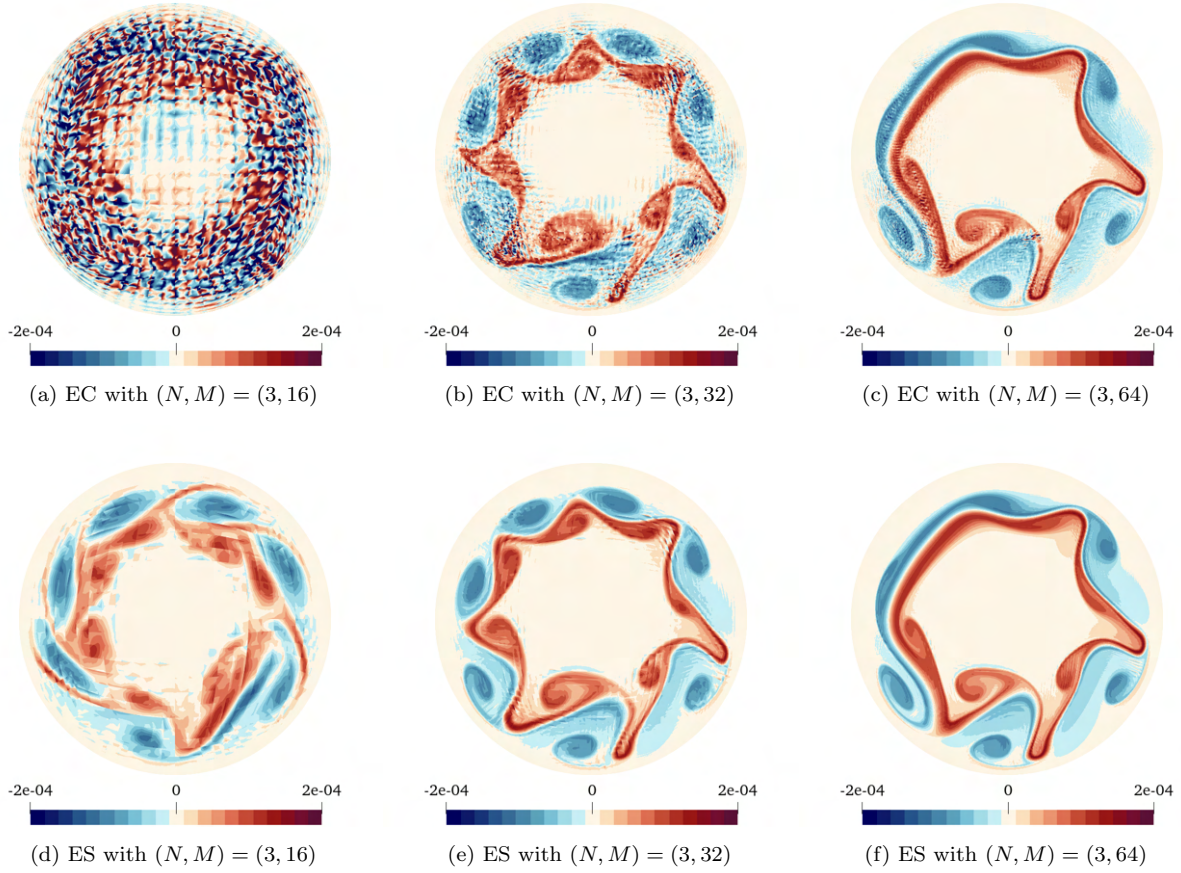 -2e-04 0 2e-04 -2e-04 0 2e-04 -2e-04 0 2e-04
(a) EC with (N, M) = (3, 16) (b) EC with (N, M) = (3, 32) (c) EC with (N, M) = (3, 64)
-2e-04 0 2e-04 -2e-04 0 2e-04 -2e-04 0 2e-04
(d) ES with (N, M) = (3, 16) (e) ES with (N, M) = (3, 32) (f) ES with (N, M) = (3, 64)